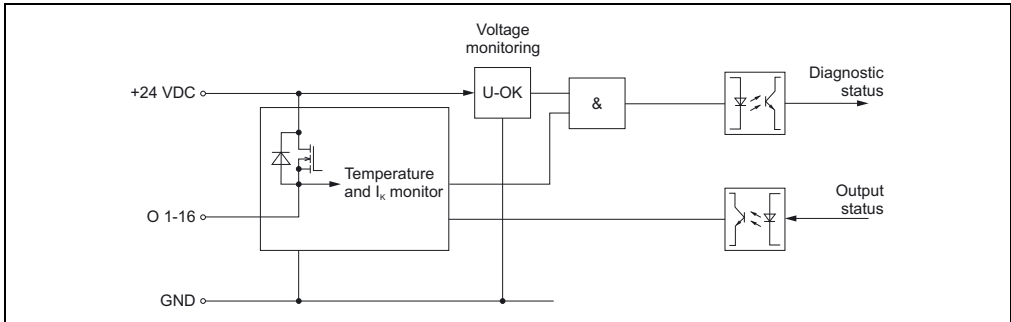 Voltage
monitoring
+24 VDC
U-OK
&
Diagnostic
status
Temperature
and Iₖ monitor
O 1-16
Output
status
GND